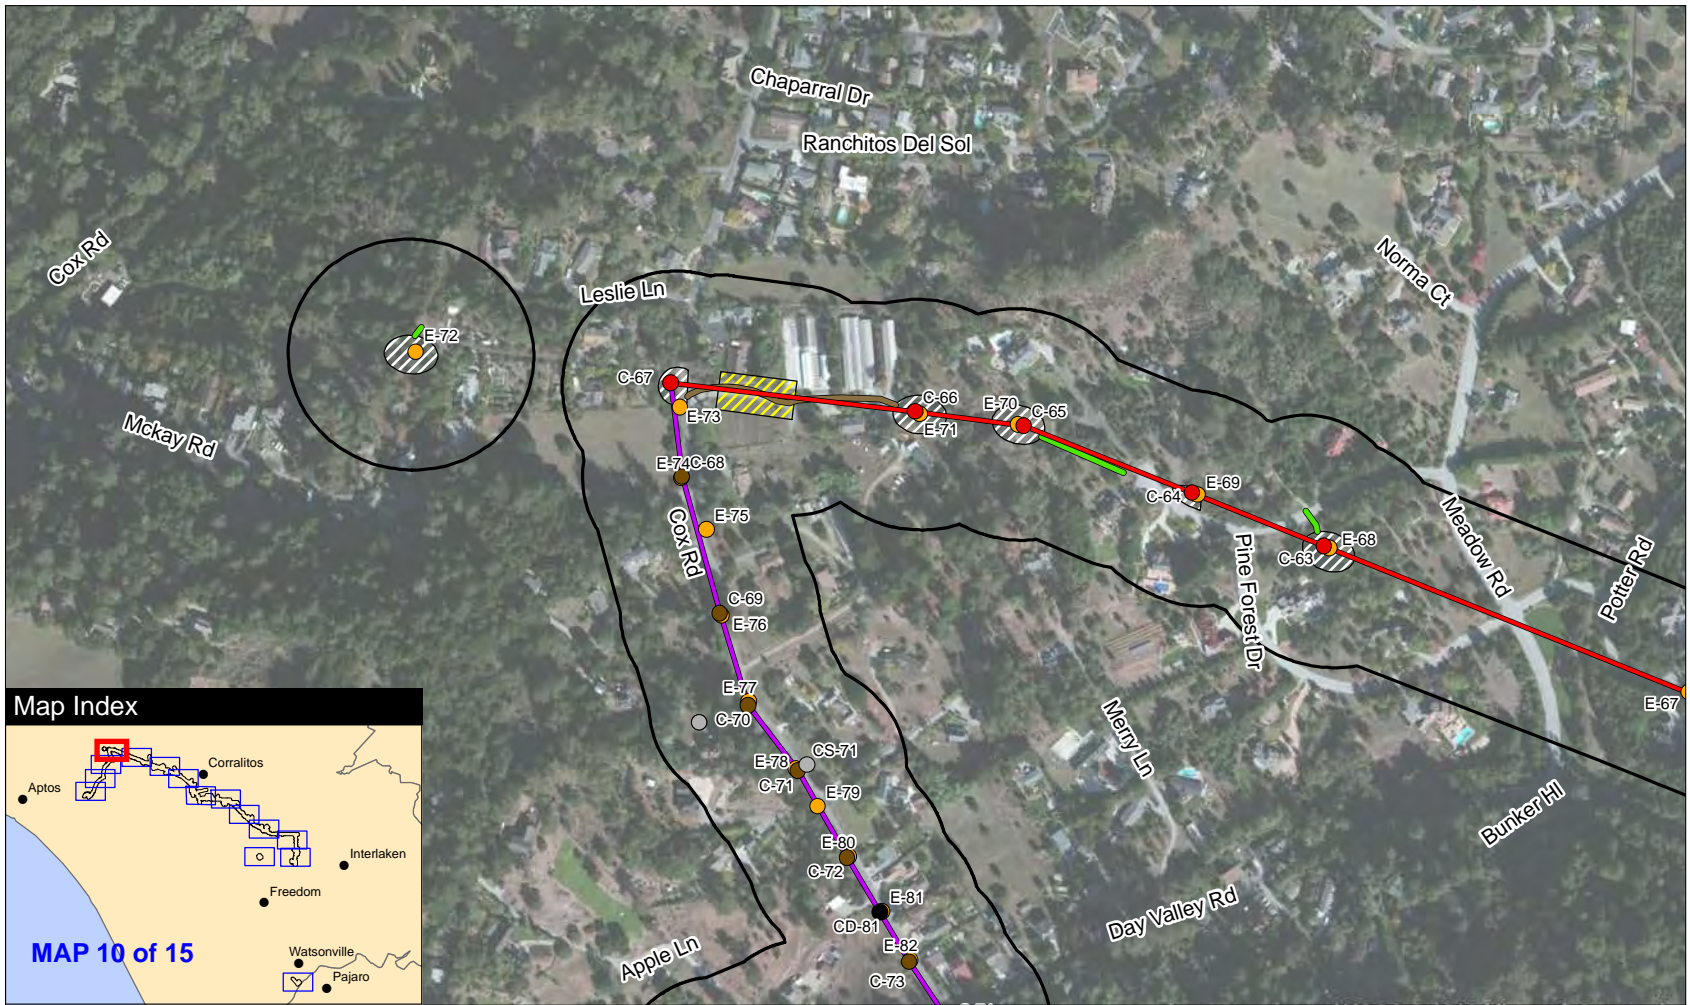 Chaparral Dr
Ranchitos Del Sol
Cox Rd
Norma Ct
Leslie Ln
E-72
C-67
C-66
E-70
C-65
E-73
E-71
Mckay Rd
E-74
C-68
E-69
C-64
Meadow Rd
E-75
Cox Rd
E-68
C-63
Pine Forest Dr
Potter Rd
C-69
E-76
E-77
C-70
E-67
Merry Ln
CS-71
E-78
C-71
E-79
Bunker Hl
E-80
C-72
E-81
CD-81
Day Valley Rd
E-82
Apple Ln
C-73
Map Index
Corralitos
Aptos
Interlaken
Freedom
MAP 10 of 15
Watsonville
Pajaro